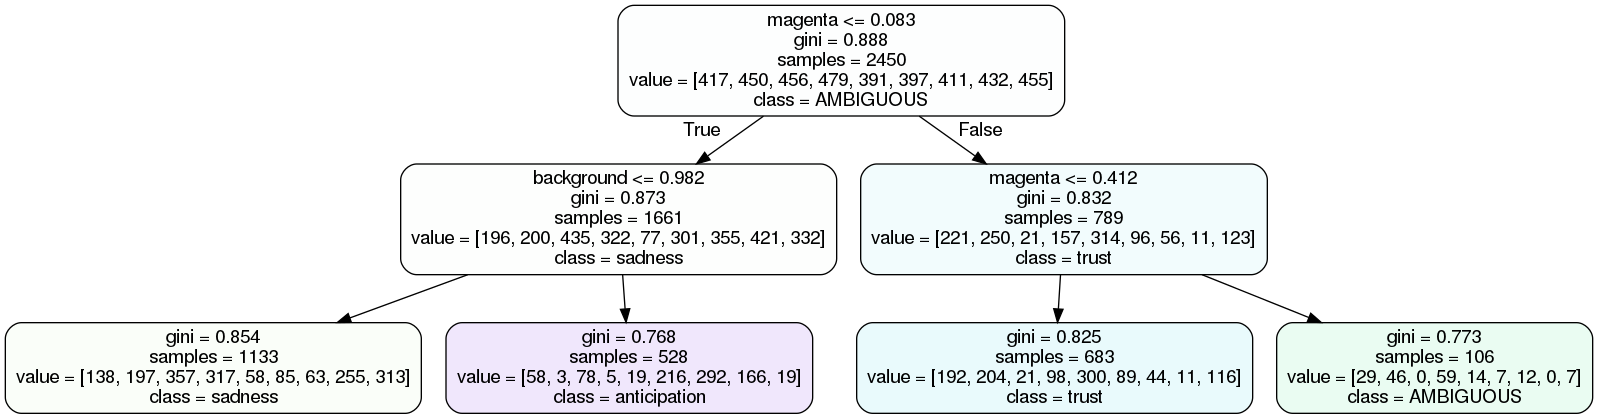 magenta <= 0.083
gini = 0.888
samples = 2450
value = [417, 450, 456, 479, 391, 397, 411, 432, 455]
class = AMBIGUOUS
True
False
background <= 0.982
gini = 0.873
samples = 1661
value = [196, 200, 435, 322, 77, 301, 355, 421, 332]
class = sadness
magenta <= 0.412
gini = 0.832
samples = 789
value = [221, 250, 21, 157, 314, 96, 56, 11, 123]
class = trust
gini = 0.854
samples = 1133
value = [138, 197, 357, 317, 58, 85, 63, 255, 313]
class = sadness
gini = 0.768
samples = 528
value = [58, 3, 78, 5, 19, 216, 292, 166, 19]
class = anticipation
gini = 0.825
samples = 683
value = [192, 204, 21, 98, 300, 89, 44, 11, 116]
class = trust
gini = 0.773
samples = 106
value = [29, 46, 0, 59, 14, 7, 12, 0, 7]
class = AMBIGUOUS